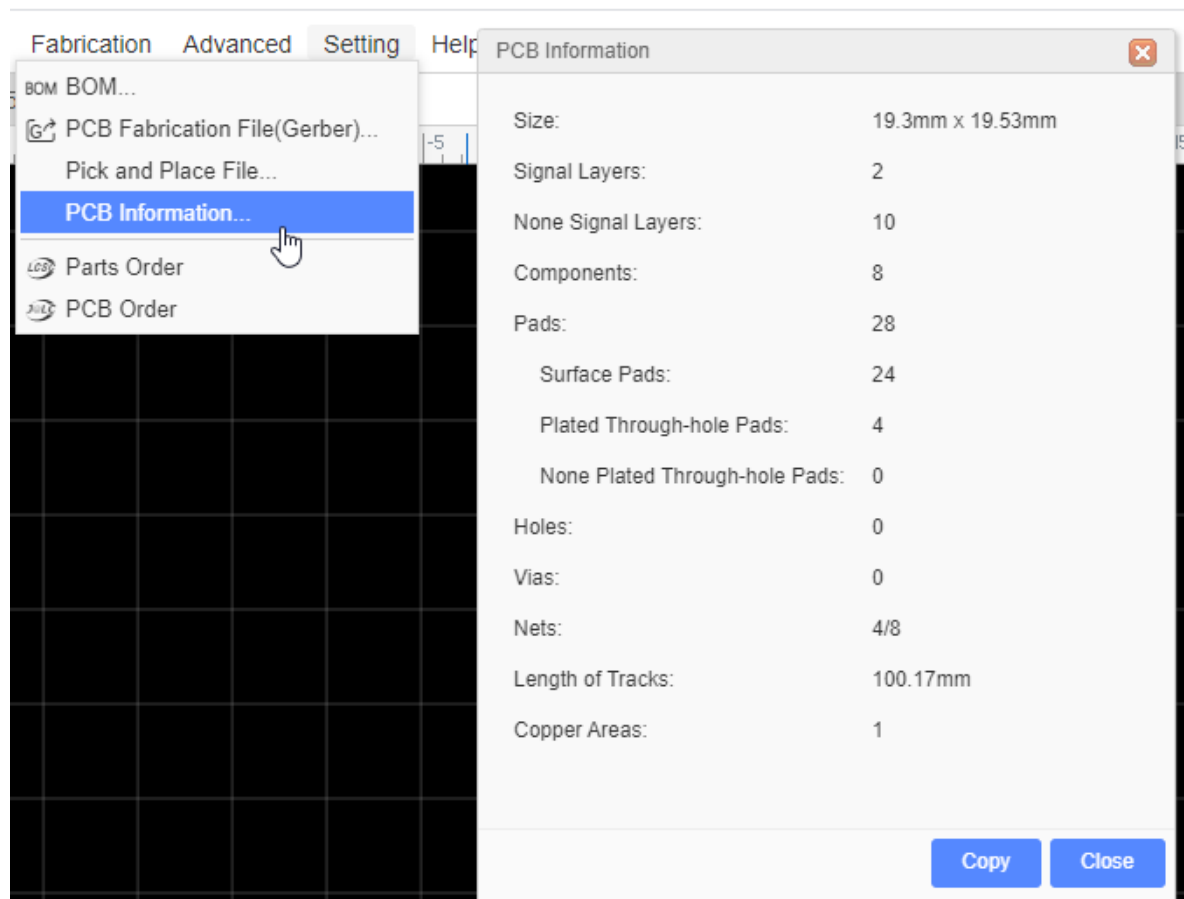 Fabrication Advanced Setting Help
BOM BOM...
PCB Fabrication File(Gerber)...
Pick and Place File...
PCB Information...
Parts Order
PCB Order
-5
PCB Information
Size: 19.3mm x 19.53mm
Signal Layers: 2
None Signal Layers: 10
Components: 8
Pads: 28
Surface Pads: 24
Plated Through-hole Pads: 4
None Plated Through-hole Pads: 0
Holes: 0
Vias: 0
Nets: 4/8
Length of Tracks: 100.17mm
Copper Areas: 1
Copy Close